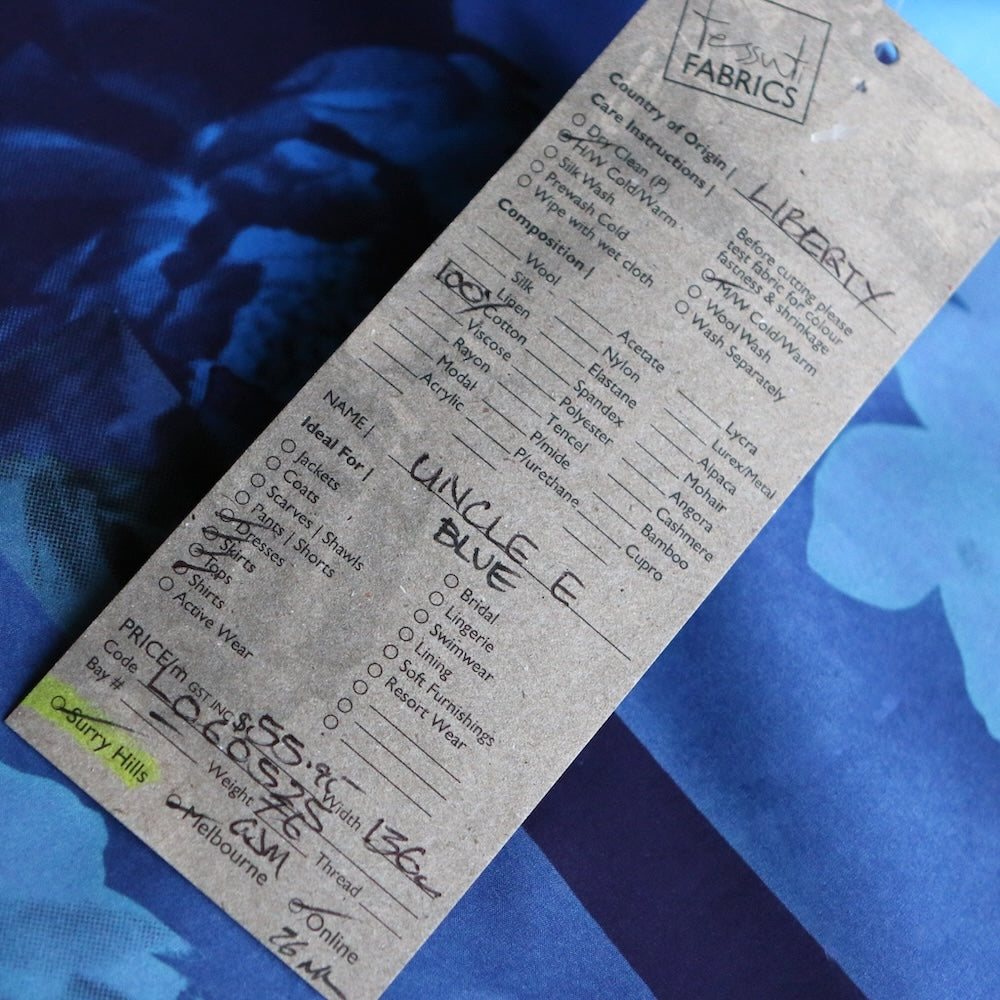 Tessuti
FABRICS
Country of Origin | LIBERTY
Care Instructions |
Dry Clean (P)
H/W Cold/Warm
Silk Wash
Prewash Cold
Wipe with wet cloth
Before cutting please
test fabric for colour
fastness & shrinkage
M/W Cold/Warm
Wool Wash
Wash Separately
Composition |
Wool
Silk
Linen
100% Cotton
Viscose
Rayon
Modal
Acrylic
Acetate
Nylon
Elastane
Spandex
Polyester
Tencel
P/mide
P/urethane
Lycra
Lurex/Metal
Alpaca
Mohair
Angora
Cashmere
Bamboo
Cupro
NAME | UNCLE E
BLUE
Ideal For |
Jackets
Coats
Scarves | Shawls
Pants | Shorts
Dresses
Skirts
Tops
Shirts
Active Wear
Bridal
Lingerie
Swimwear
Lining
Soft Furnishings
Resort Wear
PRICE/m GST INC $55.95
Code LOG0575 Width 136
Bay # Weight 76 GSM Thread
Surry Hills
Melbourne
Online